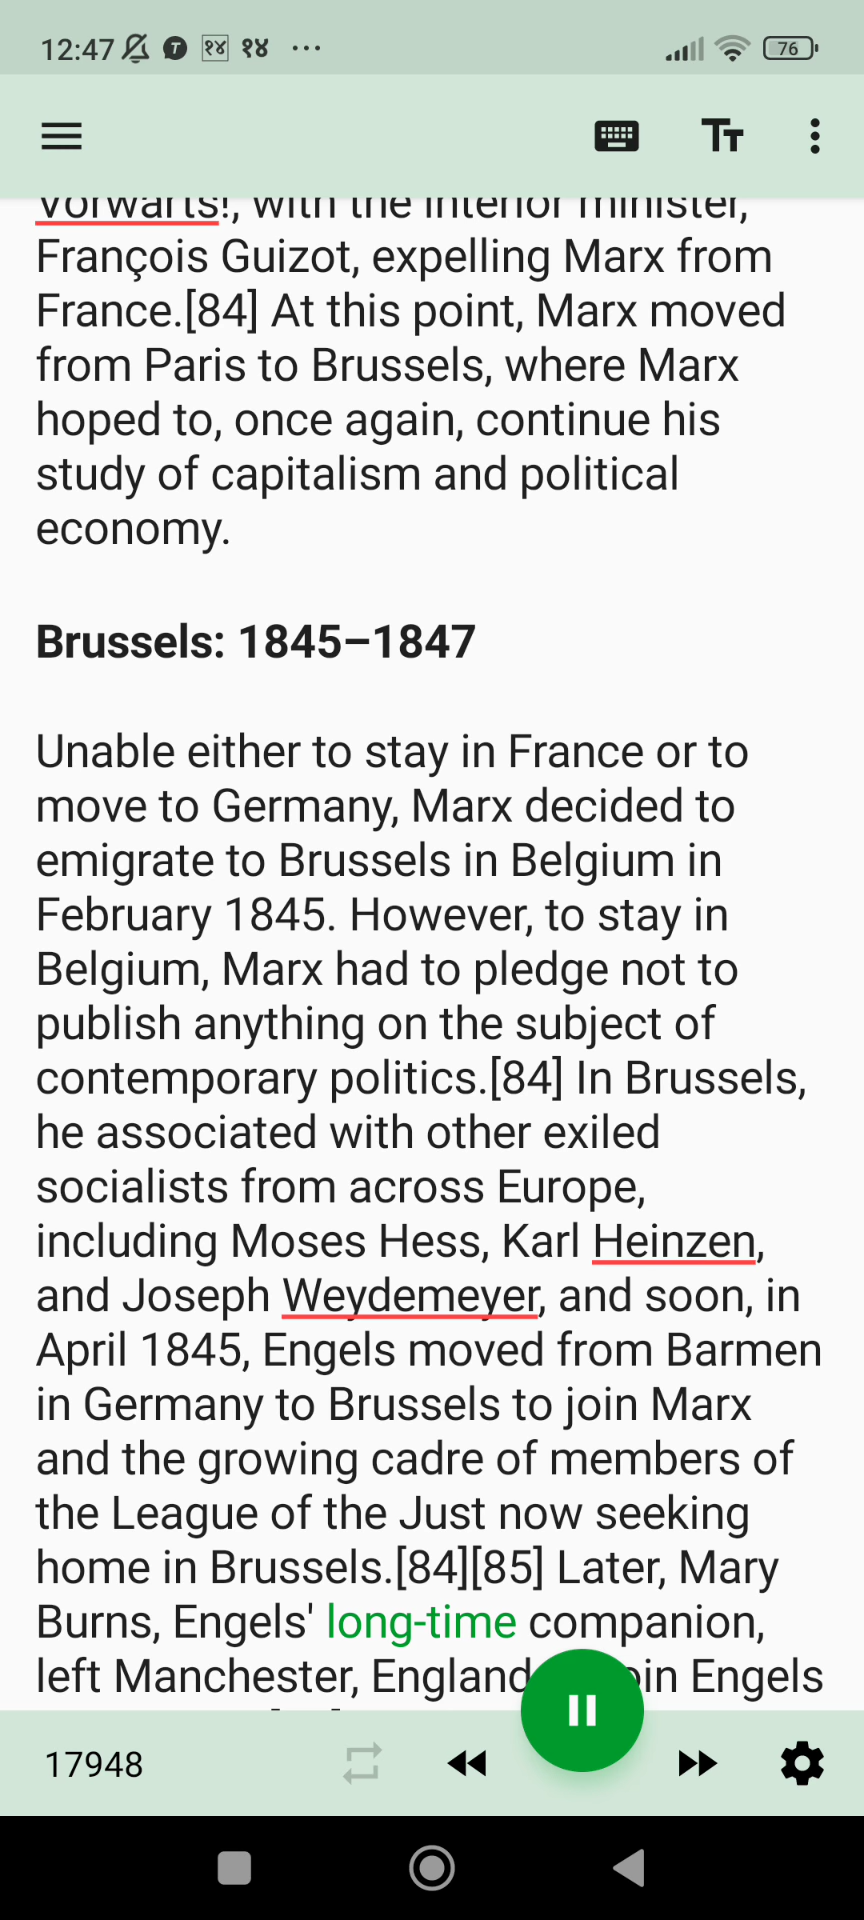 12:47 T १४ १४ ... 76
Vorwärts!, with the interior minister,
François Guizot, expelling Marx from
France.[84] At this point, Marx moved
from Paris to Brussels, where Marx
hoped to, once again, continue his
study of capitalism and political
economy.
Brussels: 1845–1847
Unable either to stay in France or to
move to Germany, Marx decided to
emigrate to Brussels in Belgium in
February 1845. However, to stay in
Belgium, Marx had to pledge not to
publish anything on the subject of
contemporary politics.[84] In Brussels,
he associated with other exiled
socialists from across Europe,
including Moses Hess, Karl Heinzen,
and Joseph Weydemeyer, and soon, in
April 1845, Engels moved from Barmen
in Germany to Brussels to join Marx
and the growing cadre of members of
the League of the Just now seeking
home in Brussels.[84][85] Later, Mary
Burns, Engels' long-time companion,
left Manchester, England Engels
17948